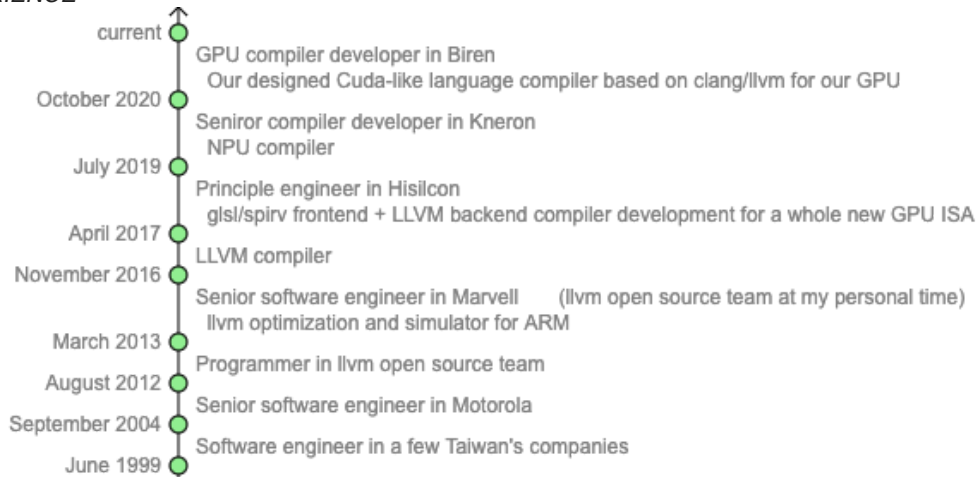 current
GPU compiler developer in Biren
Our designed Cuda-like language compiler based on clang/llvm for our GPU
October 2020
Seniror compiler developer in Kneron
NPU compiler
July 2019
Principle engineer in Hisilcon
glsl/spirv frontend + LLVM backend compiler development for a whole new GPU ISA
April 2017
LLVM compiler
November 2016
Senior software engineer in Marvell (llvm open source team at my personal time)
llvm optimization and simulator for ARM
March 2013
Programmer in llvm open source team
August 2012
Senior software engineer in Motorola
September 2004
Software engineer in a few Taiwan's companies
June 1999